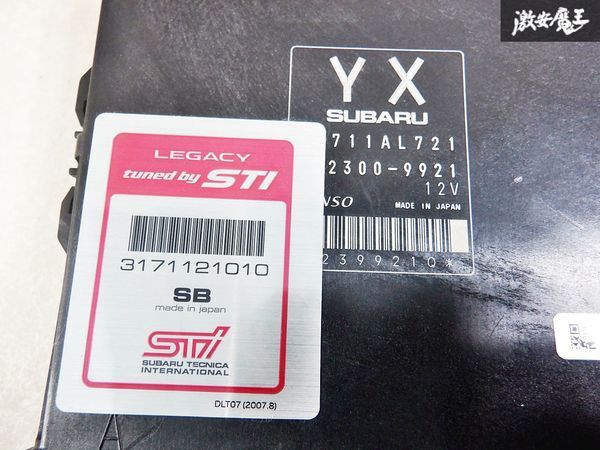 激安魔王
YX
SUBARU
711AL721
2300-9921
12V
NSO MADE IN JAPAN
2399210*
LEGACY
tuned by STI
3171121010
SB
made in japan
STI
SUBARU TECNICA
INTERNATIONAL
DLT07 (2007.8)